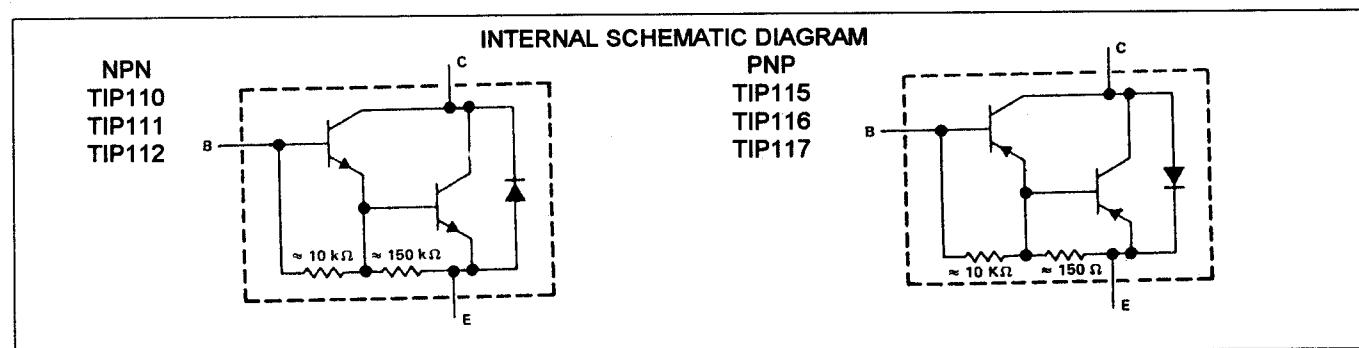 INTERNAL SCHEMATIC DIAGRAM
NPN
TIP110
TIP111
TIP112
C
B
≈ 10 kΩ
≈ 150 kΩ
E
PNP
TIP115
TIP116
TIP117
C
B
≈ 10 KΩ
≈ 150 Ω
E